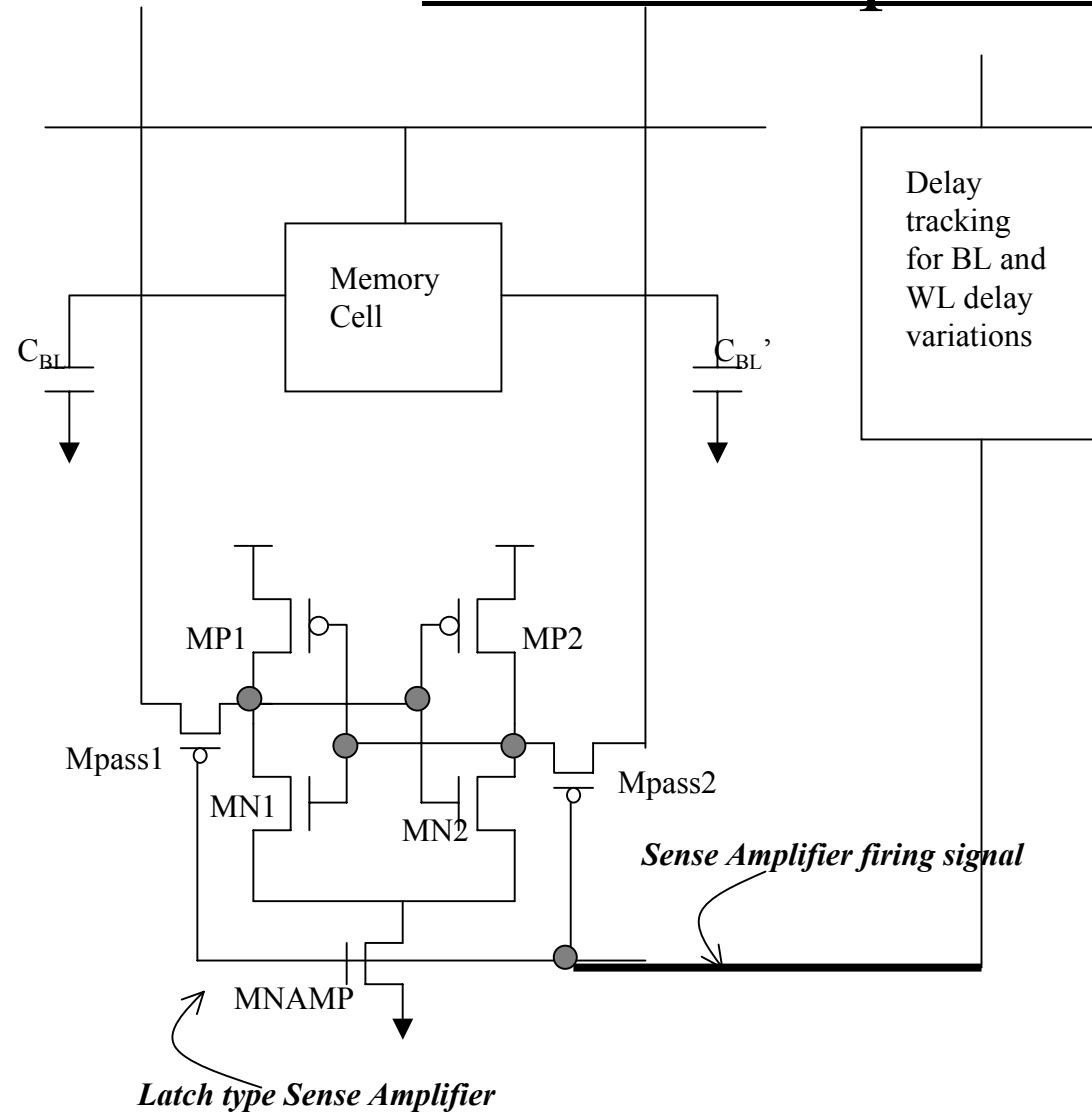 Delay
tracking
for BL and
WL delay
variations
Memory
Cell
C_BL
C_BL’
MP1
MP2
Mpass1
Mpass2
MN1
MN2
Sense Amplifier firing signal
MNAMP
Latch type Sense Amplifier